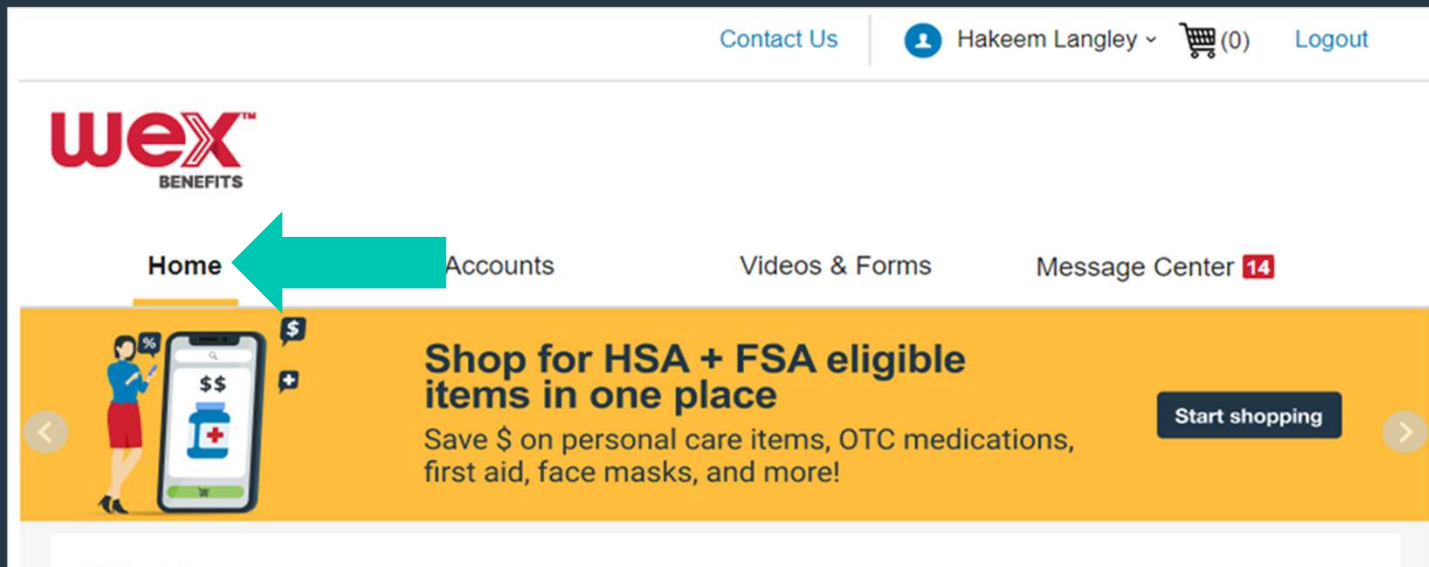 Contact Us
Hakeem Langley
(0)
Logout
wex™
BENEFITS
Home
Accounts
Videos & Forms
Message Center 14
%
$
$$
Shop for HSA + FSA eligible
items in one place
Save $ on personal care items, OTC medications,
first aid, face masks, and more!
Start shopping